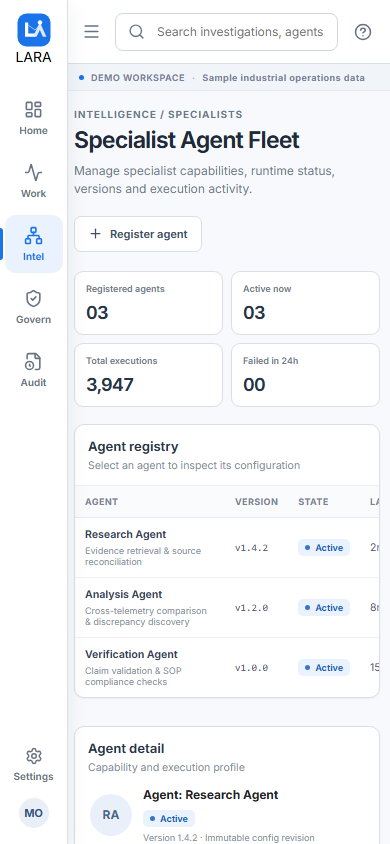 LARA
Search investigations, agents
DEMO WORKSPACE · Sample industrial operations data
Home
Work
Intel
Govern
Audit
Settings
MO
INTELLIGENCE / SPECIALISTS
Specialist Agent Fleet
Manage specialist capabilities, runtime status,
versions and execution activity.
+ Register agent
Registered agents
03
Active now
03
Total executions
3,947
Failed in 24h
00
Agent registry
Select an agent to inspect its configuration
AGENT VERSION STATE
Research Agent
Evidence retrieval & source
reconciliation
v1.4.2
Active
Analysis Agent
Cross-telemetry comparison
& discrepancy discovery
v1.2.0
Active
Verification Agent
Claim validation & SOP
compliance checks
v1.0.0
Active
15
Agent detail
Capability and execution profile
RA
Agent: Research Agent
Active
Version 1.4.2 · Immutable config revision